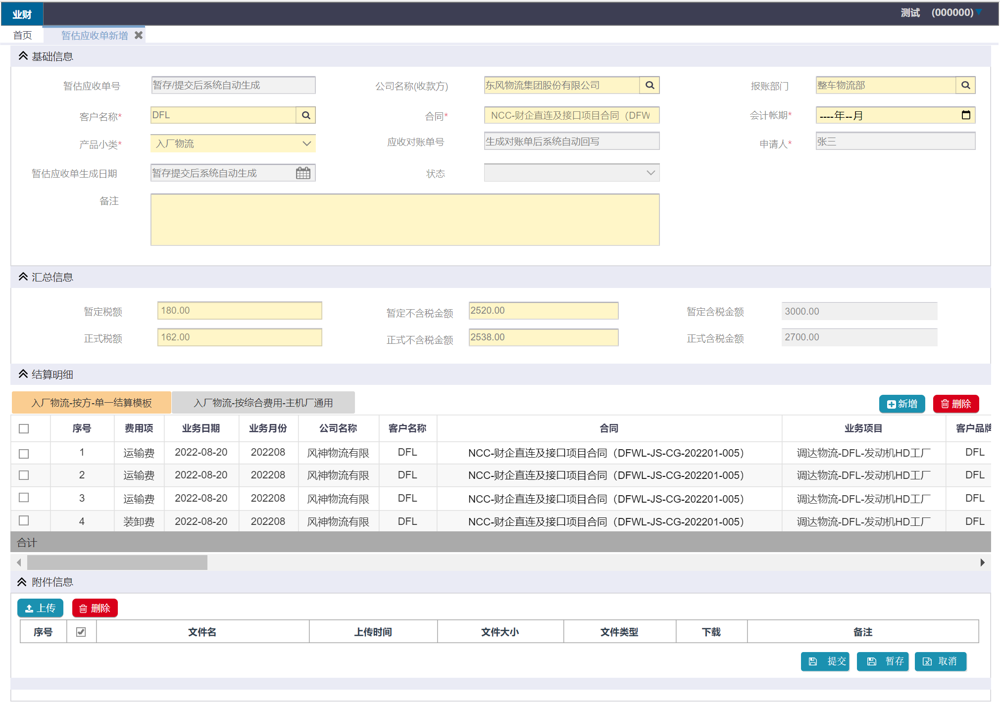 业财
测试 (000000)
首页 暂估应收单新增
基础信息
暂估应收单号 暂存/提交后系统自动生成 公司名称(收款方) 东风物流集团股份有限公司 报账部门 整车物流部
客户名称* DFL 合同* NCC-财企直连及接口项目合同（DFW 会计帐期* ----年--月
产品小类* 入厂物流 应收对账单号 生成对账单后系统自动回写 申请人* 张三
暂估应收单生成日期 暂存提交后系统自动生成 状态
备注
汇总信息
暂定税额 180.00 暂定不含税金额 2520.00 暂定含税金额 3000.00
正式税额 162.00 正式不含税金额 2538.00 正式含税金额 2700.00
结算明细
入厂物流-按方-单一结算模板 入厂物流-按综合费用-主机厂通用 新增 删除
序号 费用项 业务日期 业务月份 公司名称 客户名称 合同 业务项目 客户品牌
1 运输费 2022-08-20 202208 风神物流有限 DFL NCC-财企直连及接口项目合同（DFWL-JS-CG-202201-005） 调达物流-DFL-发动机HD工厂 DFL
2 运输费 2022-08-20 202208 风神物流有限 DFL NCC-财企直连及接口项目合同（DFWL-JS-CG-202201-005） 调达物流-DFL-发动机HD工厂 DFL
3 运输费 2022-08-20 202208 风神物流有限 DFL NCC-财企直连及接口项目合同（DFWL-JS-CG-202201-005） 调达物流-DFL-发动机HD工厂 DFL
4 装卸费 2022-08-20 202208 风神物流有限 DFL NCC-财企直连及接口项目合同（DFWL-JS-CG-202201-005） 调达物流-DFL-发动机HD工厂 DFL
合计
附件信息
上传 删除
序号 文件名 上传时间 文件大小 文件类型 下载 备注
提交 暂存 取消